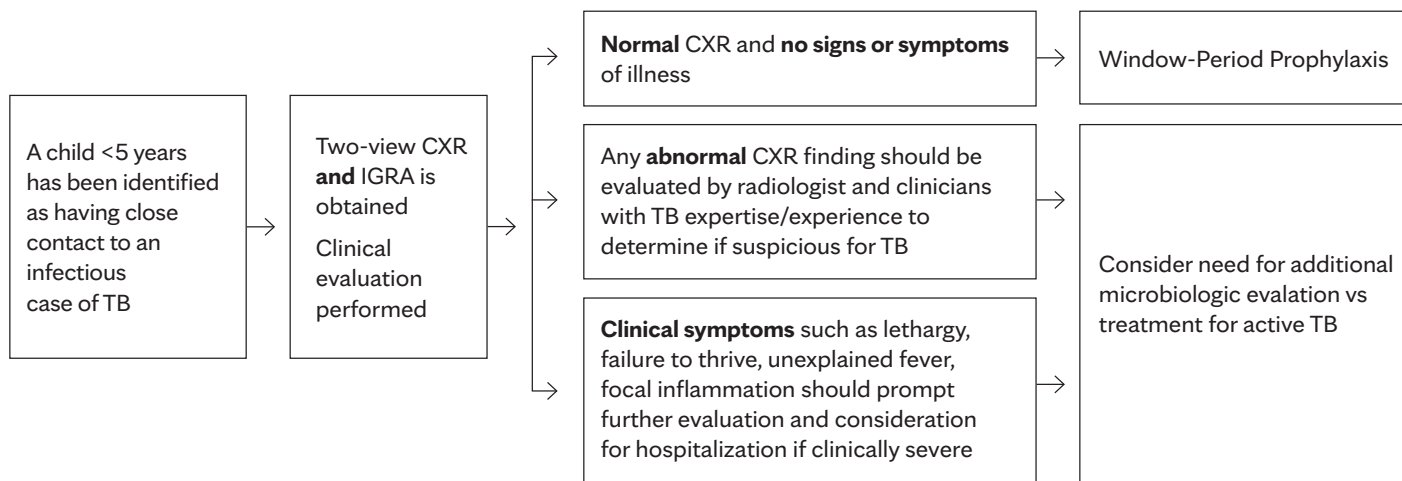 A child <5 years
has been identified
as having close
contact to an
infectious
case of TB
Two-view CXR
and IGRA is
obtained
Clinical
evaluation
performed
Normal CXR and no signs or symptoms
of illness
Window-Period Prophylaxis
Any abnormal CXR finding should be
evaluated by radiologist and clinicians
with TB expertise/experience to
determine if suspicious for TB
Clinical symptoms such as lethargy,
failure to thrive, unexplained fever,
focal inflammation should prompt
further evaluation and consideration
for hospitalization if clinically severe
Consider need for additional
microbiologic evalation vs
treatment for active TB